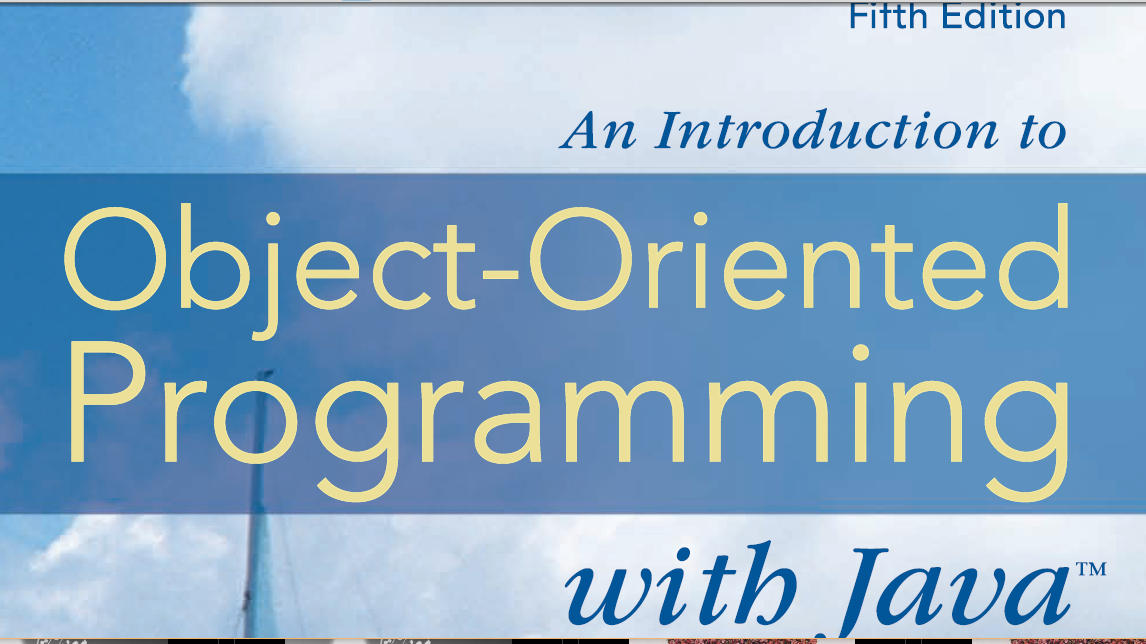 Fifth Edition
An Introduction to
Object-Oriented
Programming
with Java™